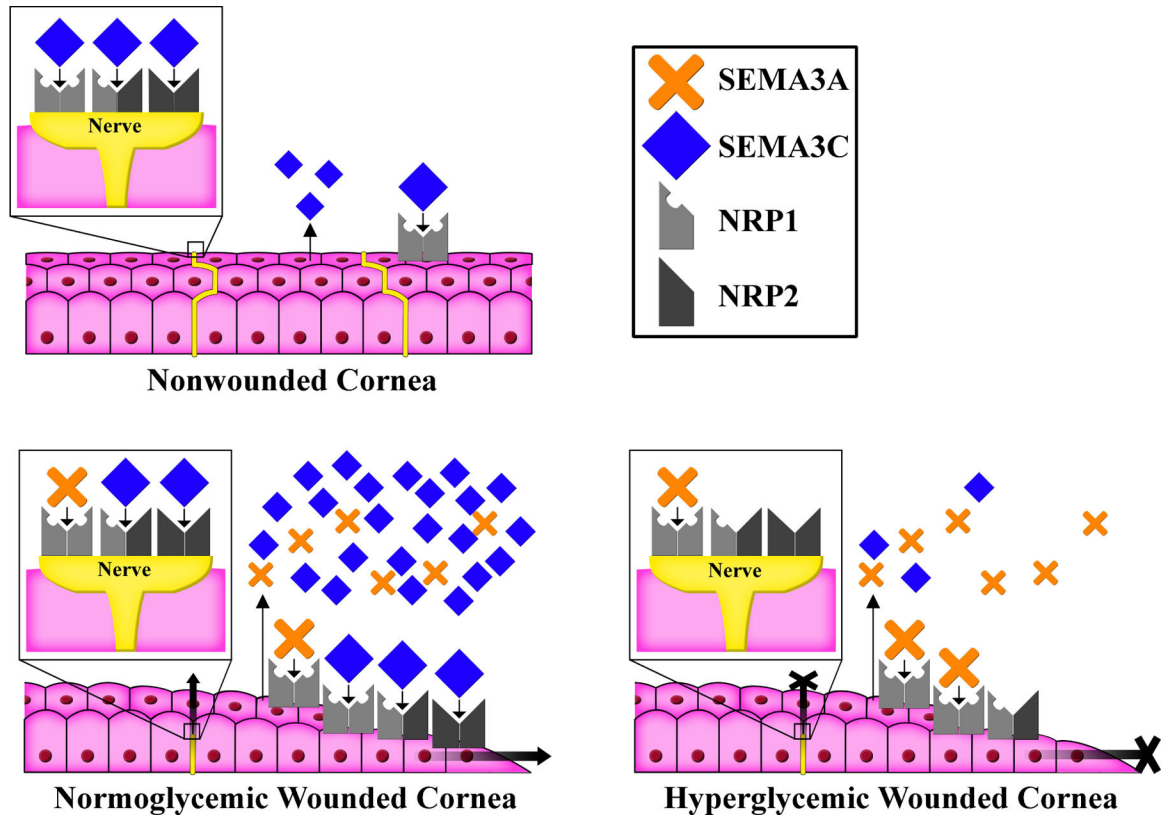 Nerve
SEMA3A
SEMA3C
NRP1
NRP2
Nonwounded Cornea
Nerve
Nerve
Normoglycemic Wounded Cornea
Hyperglycemic Wounded Cornea